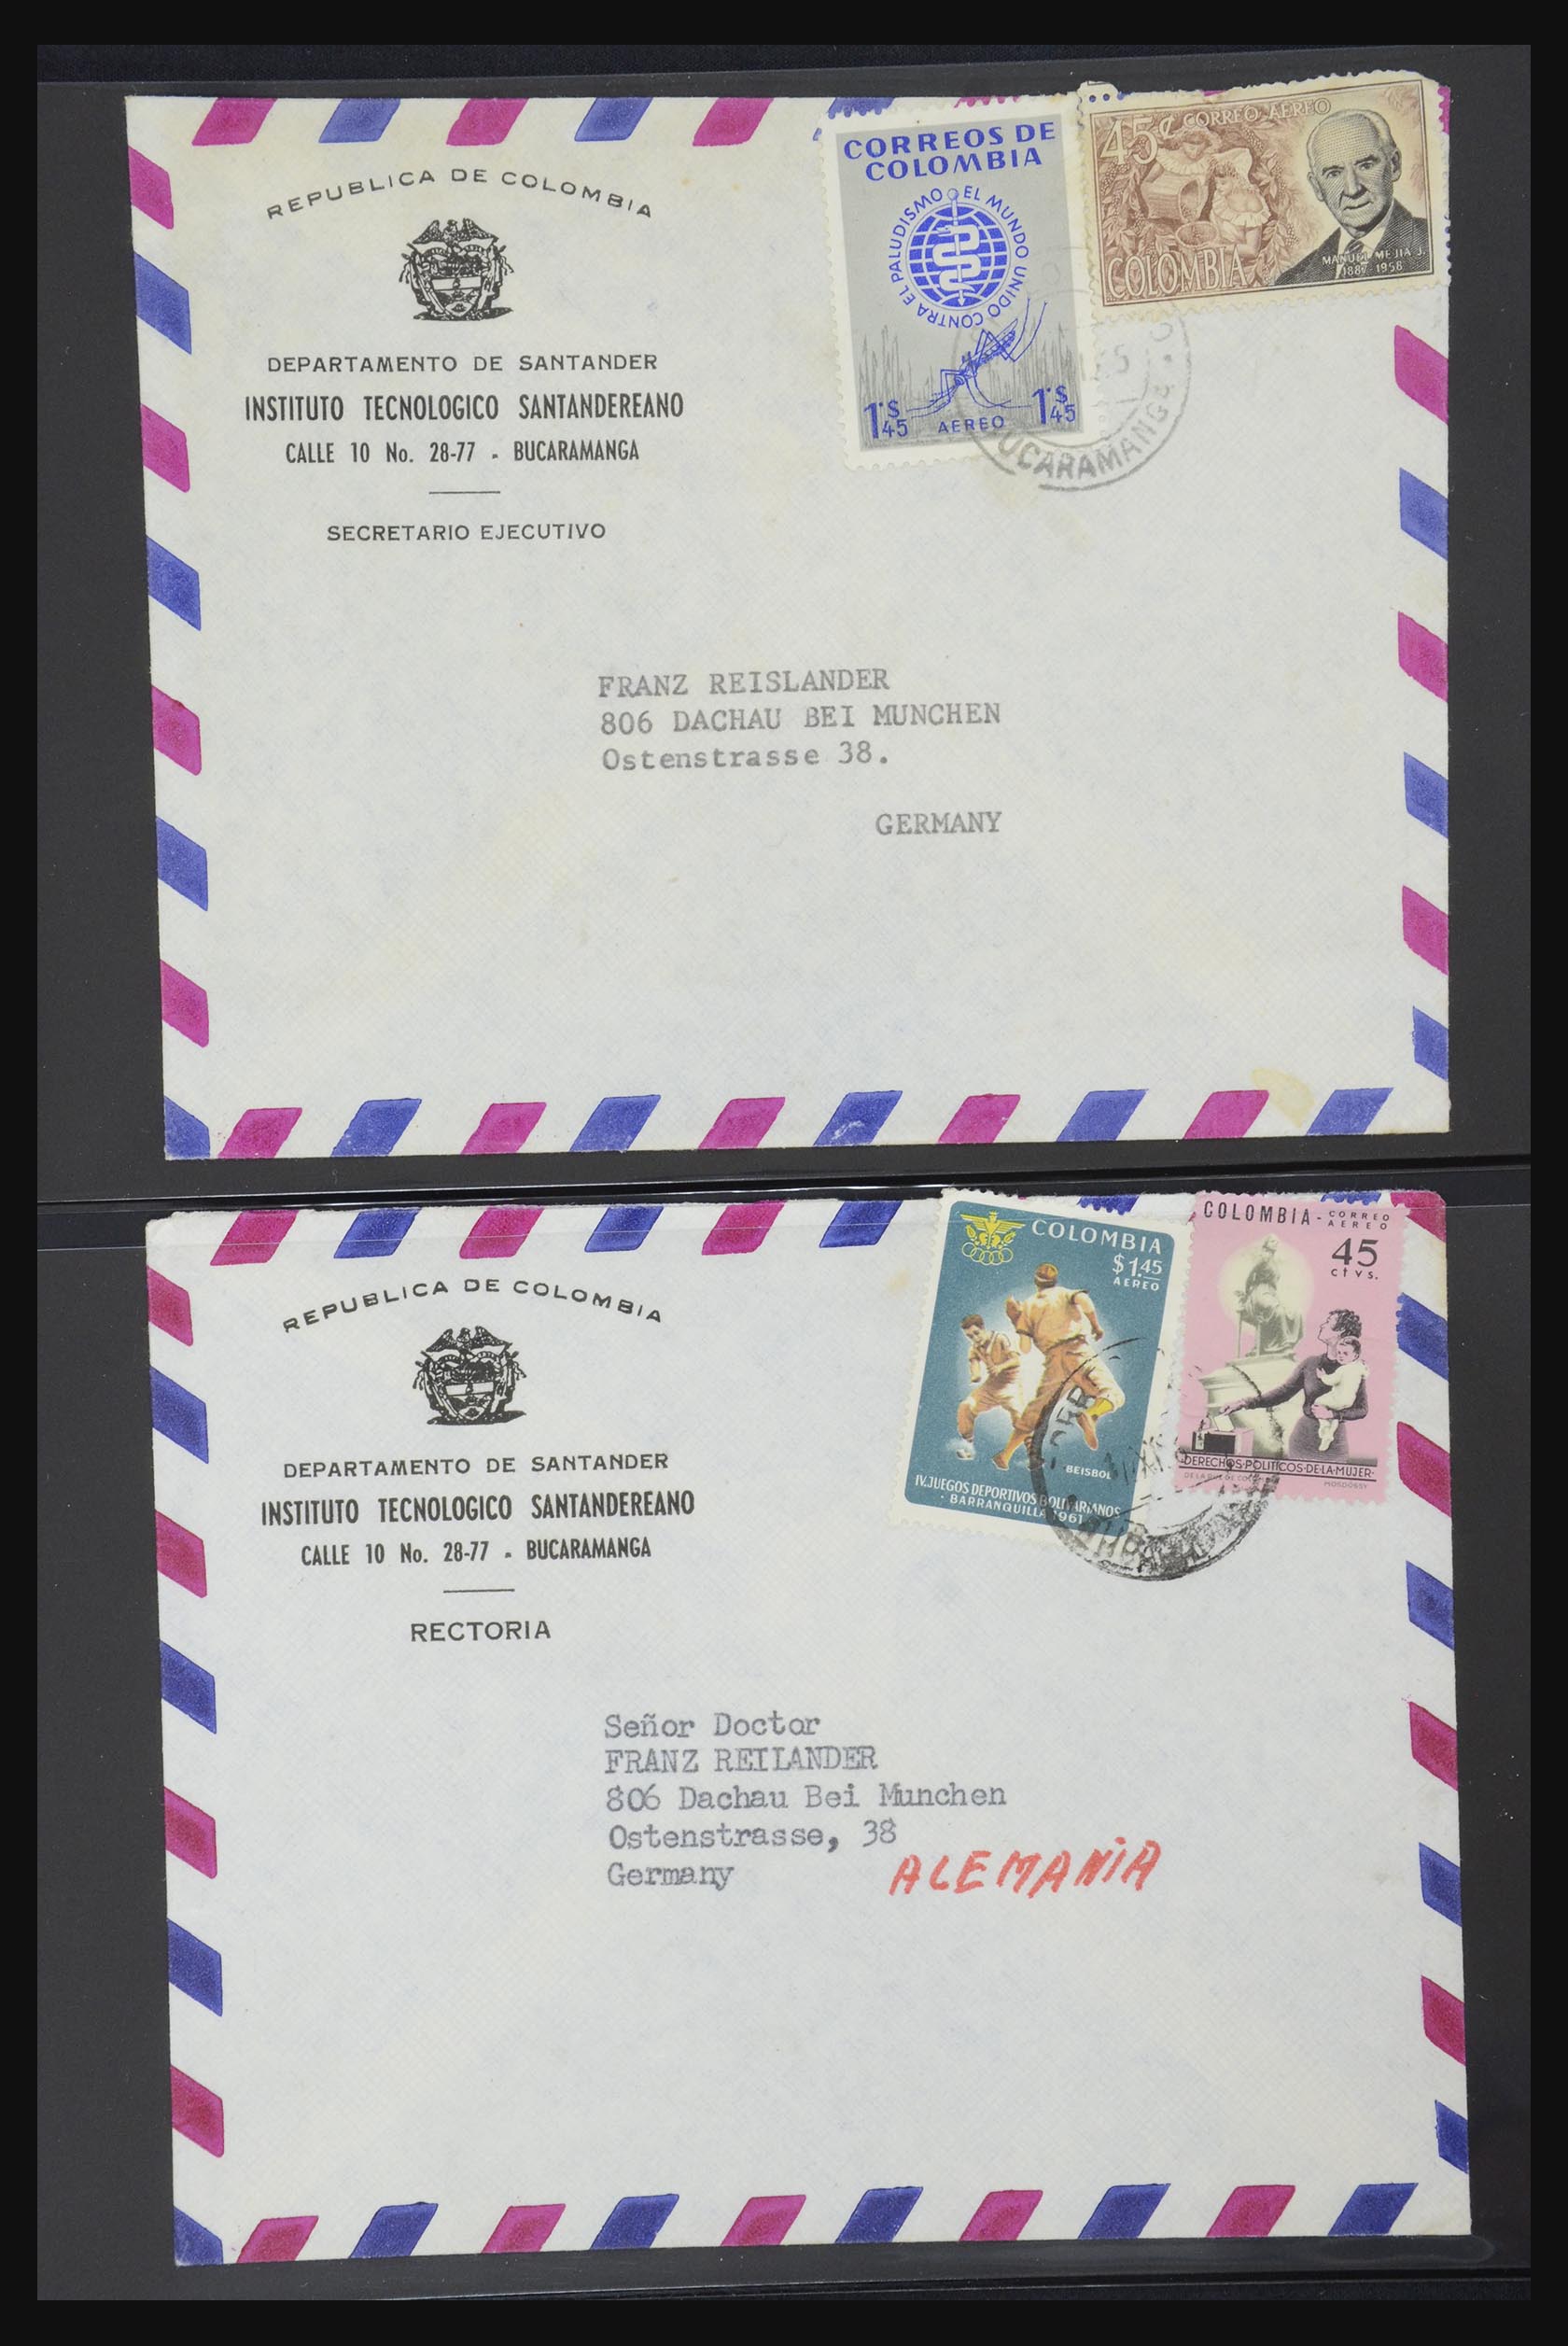 REPUBLICA DE COLOMBIA
DEPARTAMENTO DE SANTANDER
INSTITUTO TECNOLOGICO SANTANDEREANO
CALLE 10 No. 28-77 - BUCARAMANGA
SECRETARIO EJECUTIVO
CORREOS DE
COLOMBIA
EL MUNDO UNIDO CONTRA EL PALUDISMO
1.$45
AEREO
1.$45
45¢ CORREO AEREO
MANUEL MEJIA J.
1887-1958
COLOMBIA
UCARAMANGA
FRANZ REISLANDER
806 DACHAU BEI MUNCHEN
Ostenstrasse 38.
GERMANY
REPUBLICA DE COLOMBIA
DEPARTAMENTO DE SANTANDER
INSTITUTO TECNOLOGICO SANTANDEREANO
CALLE 10 No. 28-77 - BUCARAMANGA
RECTORIA
COLOMBIA
$1.45
AEREO
BEISBOL
IV. JUEGOS DEPORTIVOS BOLIVARIANOS
· BARRANQUILLA 1961
COLOMBIA - CORREO AEREO
45
ctvs.
·DERECHOS·POLITICOS·DE·LA·MUJER·
Señor Doctor
FRANZ REILANDER
806 Dachau Bei Munchen
Ostenstrasse, 38
Germany
ALEMANIA